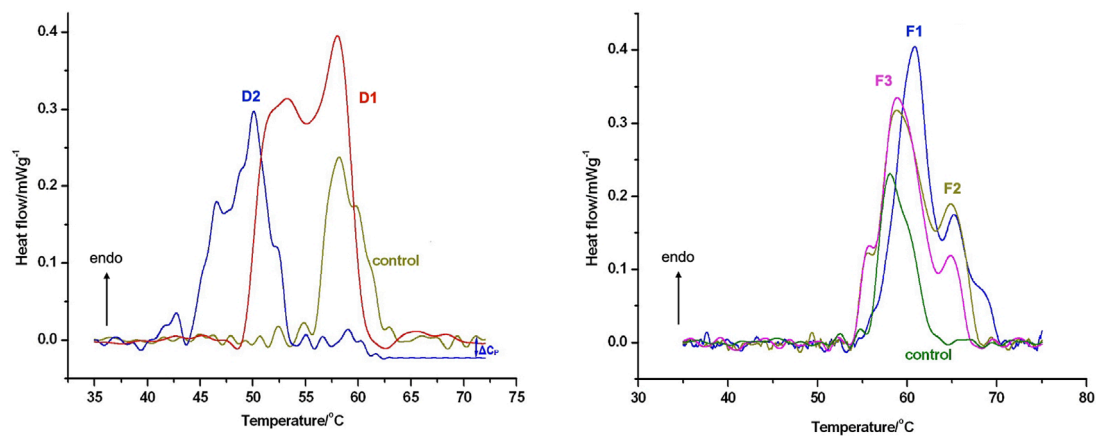 0.4
0.3
0.2
0.1
0.0
Heat flow/mWg⁻¹
endo
D2
D1
control
ΔCₚ
35 40 45 50 55 60 65 70 75
Temperature/°C
0.4
0.3
0.2
0.1
0.0
Heat flow/mWg⁻¹
endo
F1
F3
F2
control
30 40 50 60 70 80
Temperature/°C